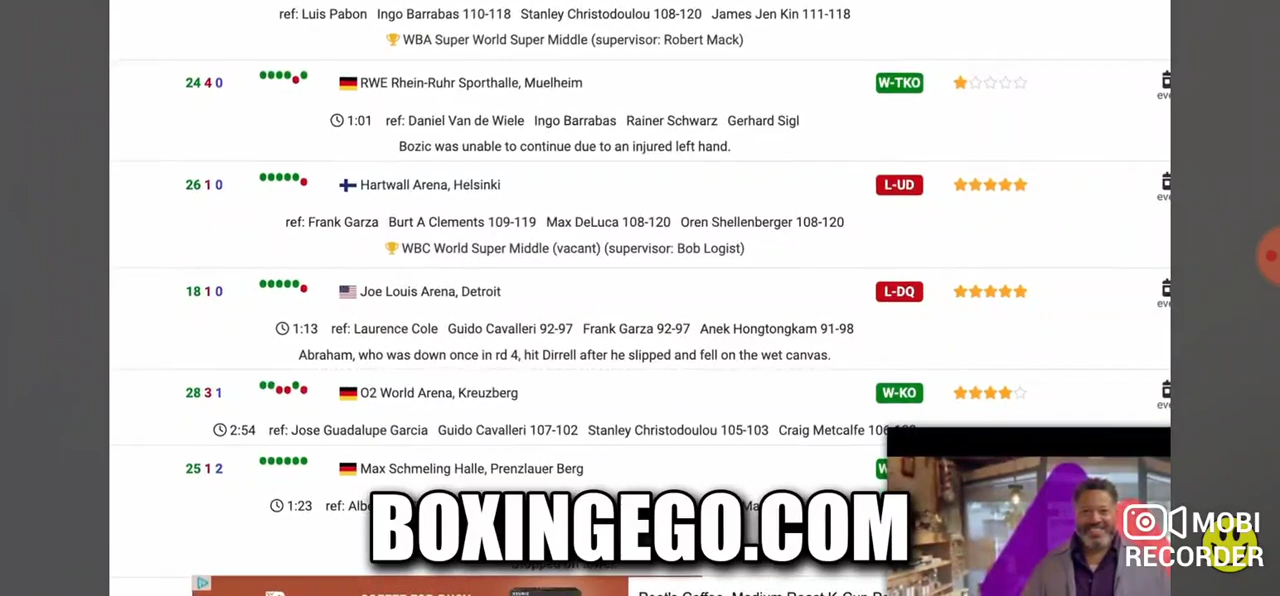 ref: Luis Pabon Ingo Barrabas 110-118 Stanley Christodoulou 108-120 James Jen Kin 111-118
WBA Super World Super Middle (supervisor: Robert Mack)
24 4 0 RWE Rhein-Ruhr Sporthalle, Muelheim W-TKO
1:01 ref: Daniel Van de Wiele Ingo Barrabas Rainer Schwarz Gerhard Sigl
Bozic was unable to continue due to an injured left hand.
26 1 0 Hartwall Arena, Helsinki L-UD
ref: Frank Garza Burt A Clements 109-119 Max DeLuca 108-120 Oren Shellenberger 108-120
WBC World Super Middle (vacant) (supervisor: Bob Logist)
18 1 0 Joe Louis Arena, Detroit L-DQ
1:13 ref: Laurence Cole Guido Cavalleri 92-97 Frank Garza 92-97 Anek Hongtongkam 91-98
Abraham, who was down once in rd 4, hit Dirrell after he slipped and fell on the wet canvas.
28 3 1 O2 World Arena, Kreuzberg W-KO
2:54 ref: Jose Guadalupe Garcia Guido Cavalleri 107-102 Stanley Christodoulou 105-103 Craig Metcalfe
25 1 2 Max Schmeling Halle, Prenzlauer Berg
1:23 ref:
BOXINGEGO.COM
MOBI
RECORDER